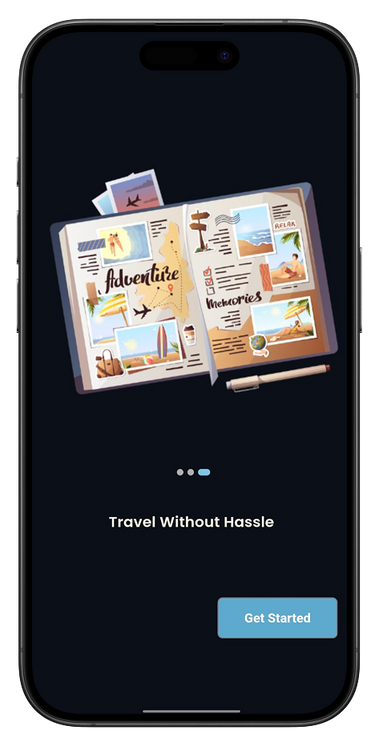 Adventure
RELAX
Memories
Travel Without Hassle
Get Started